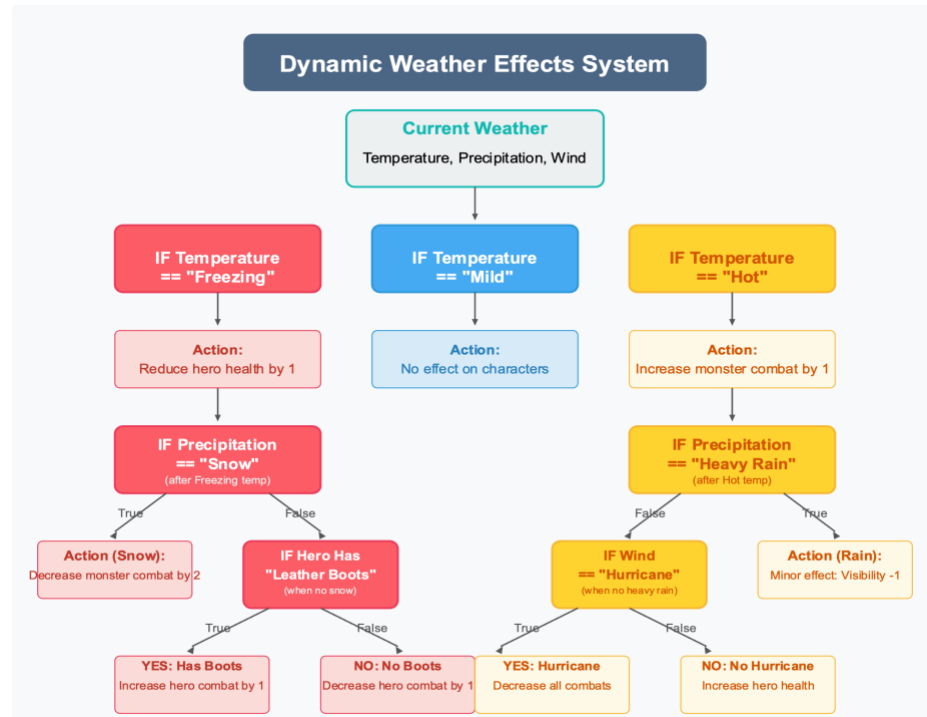 Dynamic Weather Effects System
Current Weather
Temperature, Precipitation, Wind
IF Temperature
== "Freezing"
IF Temperature
== "Mild"
IF Temperature
== "Hot"
Action:
Reduce hero health by 1
Action:
No effect on characters
Action:
Increase monster combat by 1
IF Precipitation
== "Snow"
(after Freezing temp)
IF Precipitation
== "Heavy Rain"
(after Hot temp)
True
False
False
True
Action (Snow):
Decrease monster combat by 2
IF Hero Has
"Leather Boots"
(when no snow)
IF Wind
== "Hurricane"
(when no heavy rain)
Action (Rain):
Minor effect: Visibility -1
True
False
True
False
YES: Has Boots
Increase hero combat by 1
NO: No Boots
Decrease hero combat by 1
YES: Hurricane
Decrease all combats
NO: No Hurricane
Increase hero health